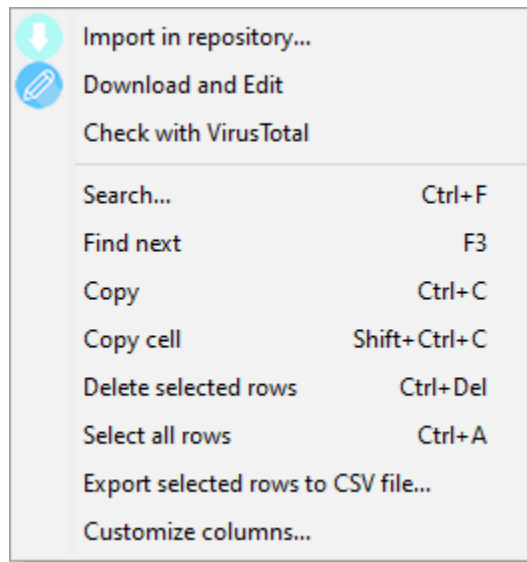 Import in repository...
Download and Edit
Check with VirusTotal
Search... Ctrl+F
Find next F3
Copy Ctrl+C
Copy cell Shift+Ctrl+C
Delete selected rows Ctrl+Del
Select all rows Ctrl+A
Export selected rows to CSV file...
Customize columns...